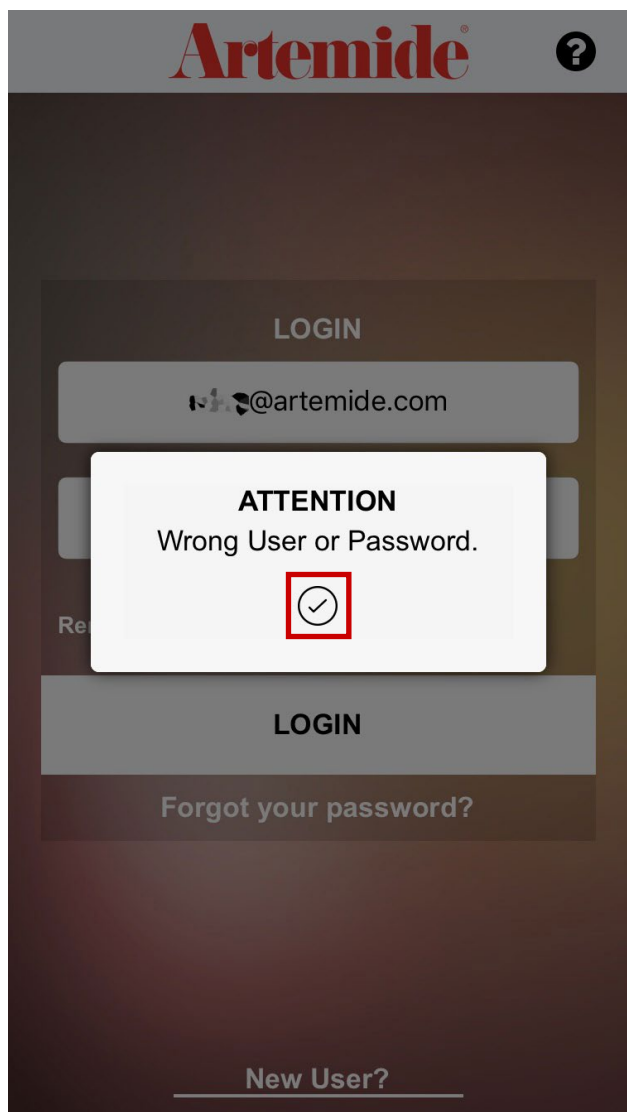 Artemide®
?
LOGIN
@artemide.com
ATTENTION
Wrong User or Password.
LOGIN
Forgot your password?
New User?